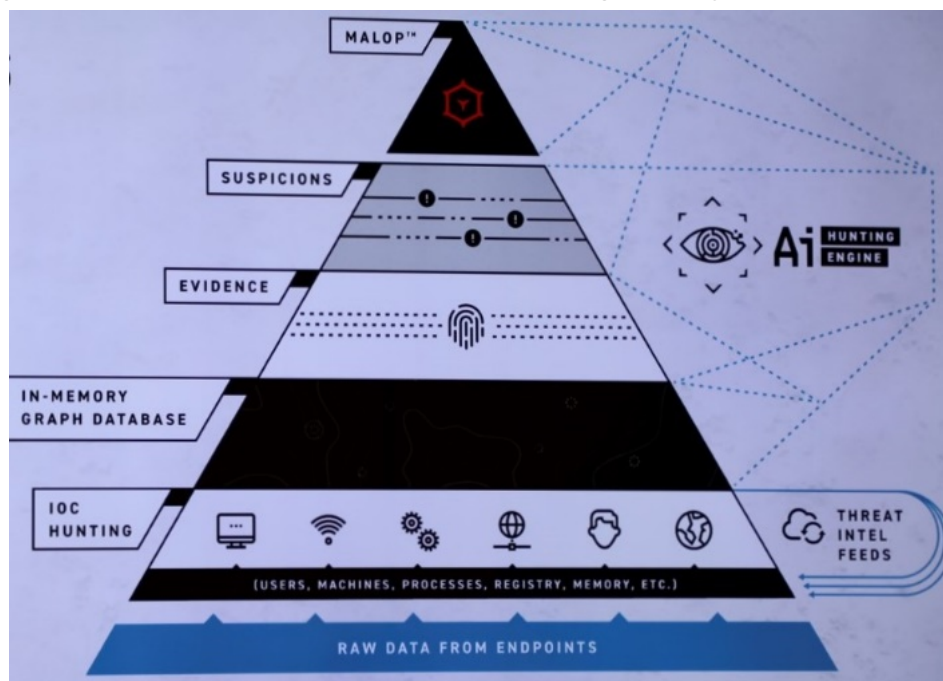 MALOP™
SUSPICIONS
EVIDENCE
Ai HUNTING
ENGINE
IN-MEMORY
GRAPH DATABASE
IOC
HUNTING
THREAT
INTEL
FEEDS
(USERS, MACHINES, PROCESSES, REGISTRY, MEMORY, ETC.)
RAW DATA FROM ENDPOINTS